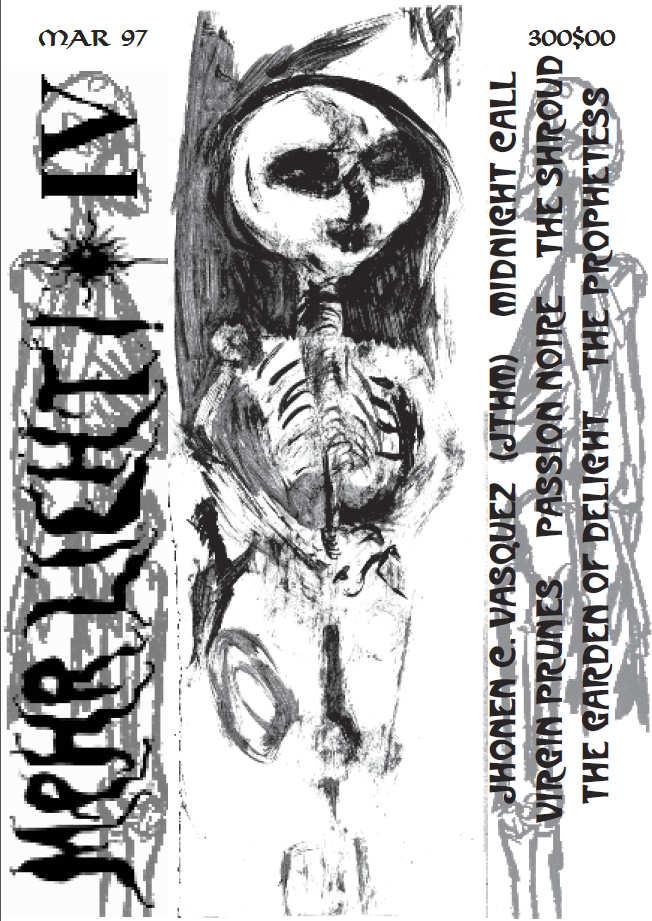 MAR 97
300$00
MEHR LICHT! IV
JHONEN C. VASQUEZ (JTHM) MIDNIGHT CALL
VIRGIN PRUNES PASSION NOIRE THE SHROUD
THE GARDEN OF DELIGHT THE PROPHETESS